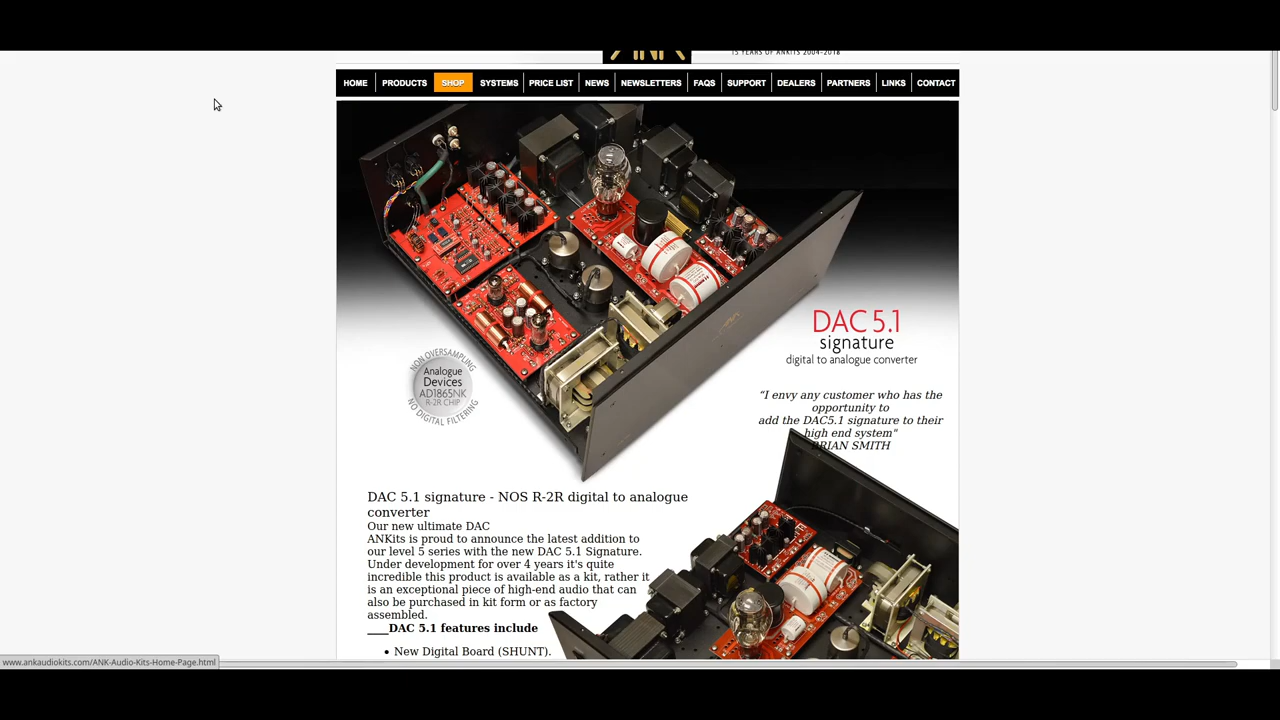 ANK
15 YEARS OF ANKITS 2004-2018
HOME PRODUCTS SHOP SYSTEMS PRICE LIST NEWS NEWSLETTERS FAQS SUPPORT DEALERS PARTNERS LINKS CONTACT
DAC 5.1
signature
digital to analogue converter
NON OVERSAMPLING
Analogue
Devices
AD1865NK
R-2R CHIP
NO DIGITAL FILTERING
“I envy any customer who has the
opportunity to
add the DAC5.1 signature to their
high end system"
BRIAN SMITH
DAC 5.1 signature - NOS R-2R digital to analogue
converter
Our new ultimate DAC
ANKits is proud to announce the latest addition to
our level 5 series with the new DAC 5.1 Signature.
Under development for over 4 years it's quite
incredible this product is available as a kit, rather it
is an exceptional piece of high-end audio that can
also be purchased in kit form or as factory
assembled.
___DAC 5.1 features include
• New Digital Board (SHUNT).
www.ankaudiokits.com/ANK-Audio-Kits-Home-Page.html